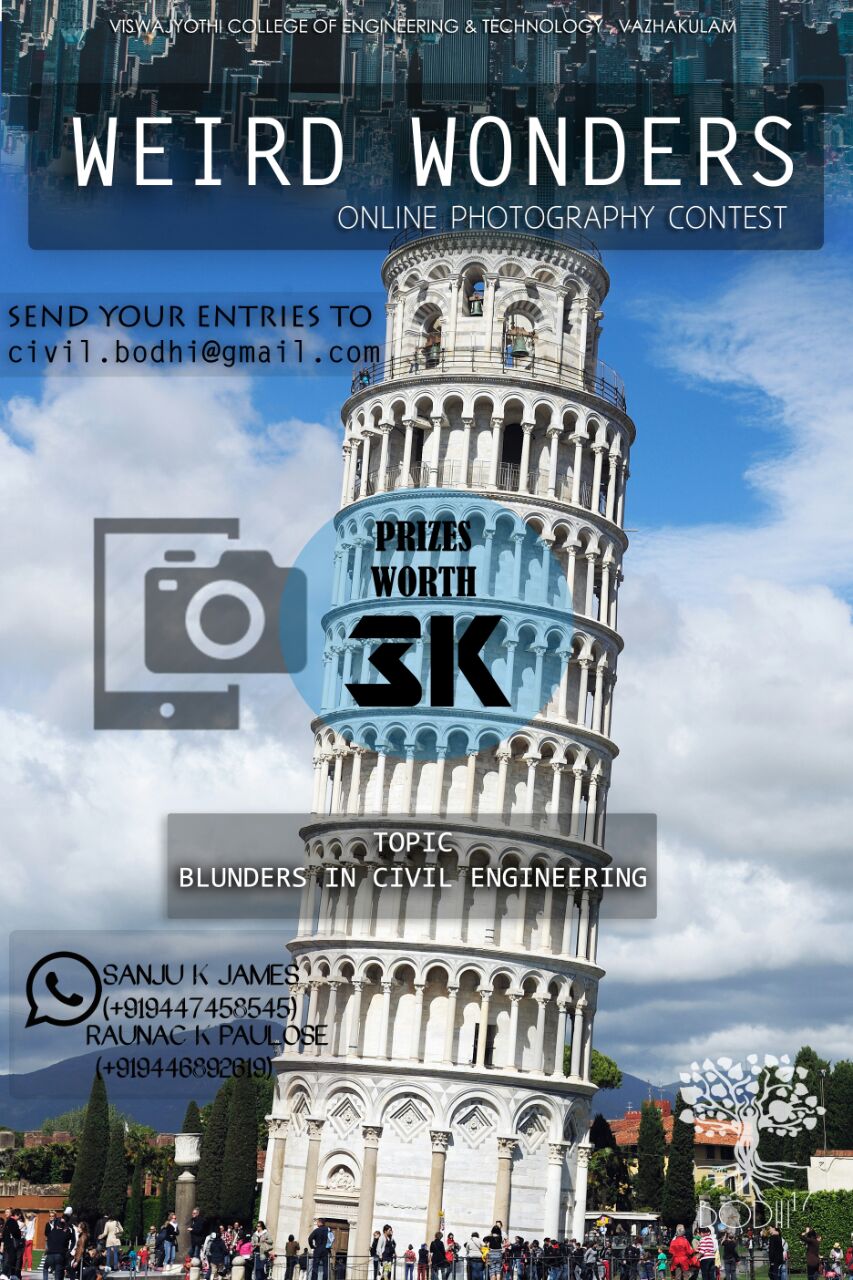 VISWAJYOTHI COLLEGE OF ENGINEERING & TECHNOLOGY , VAZHAKULAM
WEIRD WONDERS
ONLINE PHOTOGRAPHY CONTEST
SEND YOUR ENTRIES TO
civil.bodhi@gmail.com
PRIZES
WORTH
3K
TOPIC
BLUNDERS IN CIVIL ENGINEERING
SANJU K JAMES
(+919447458545)
RAUNAC K PAULOSE
(+919446892619)
BODHI17